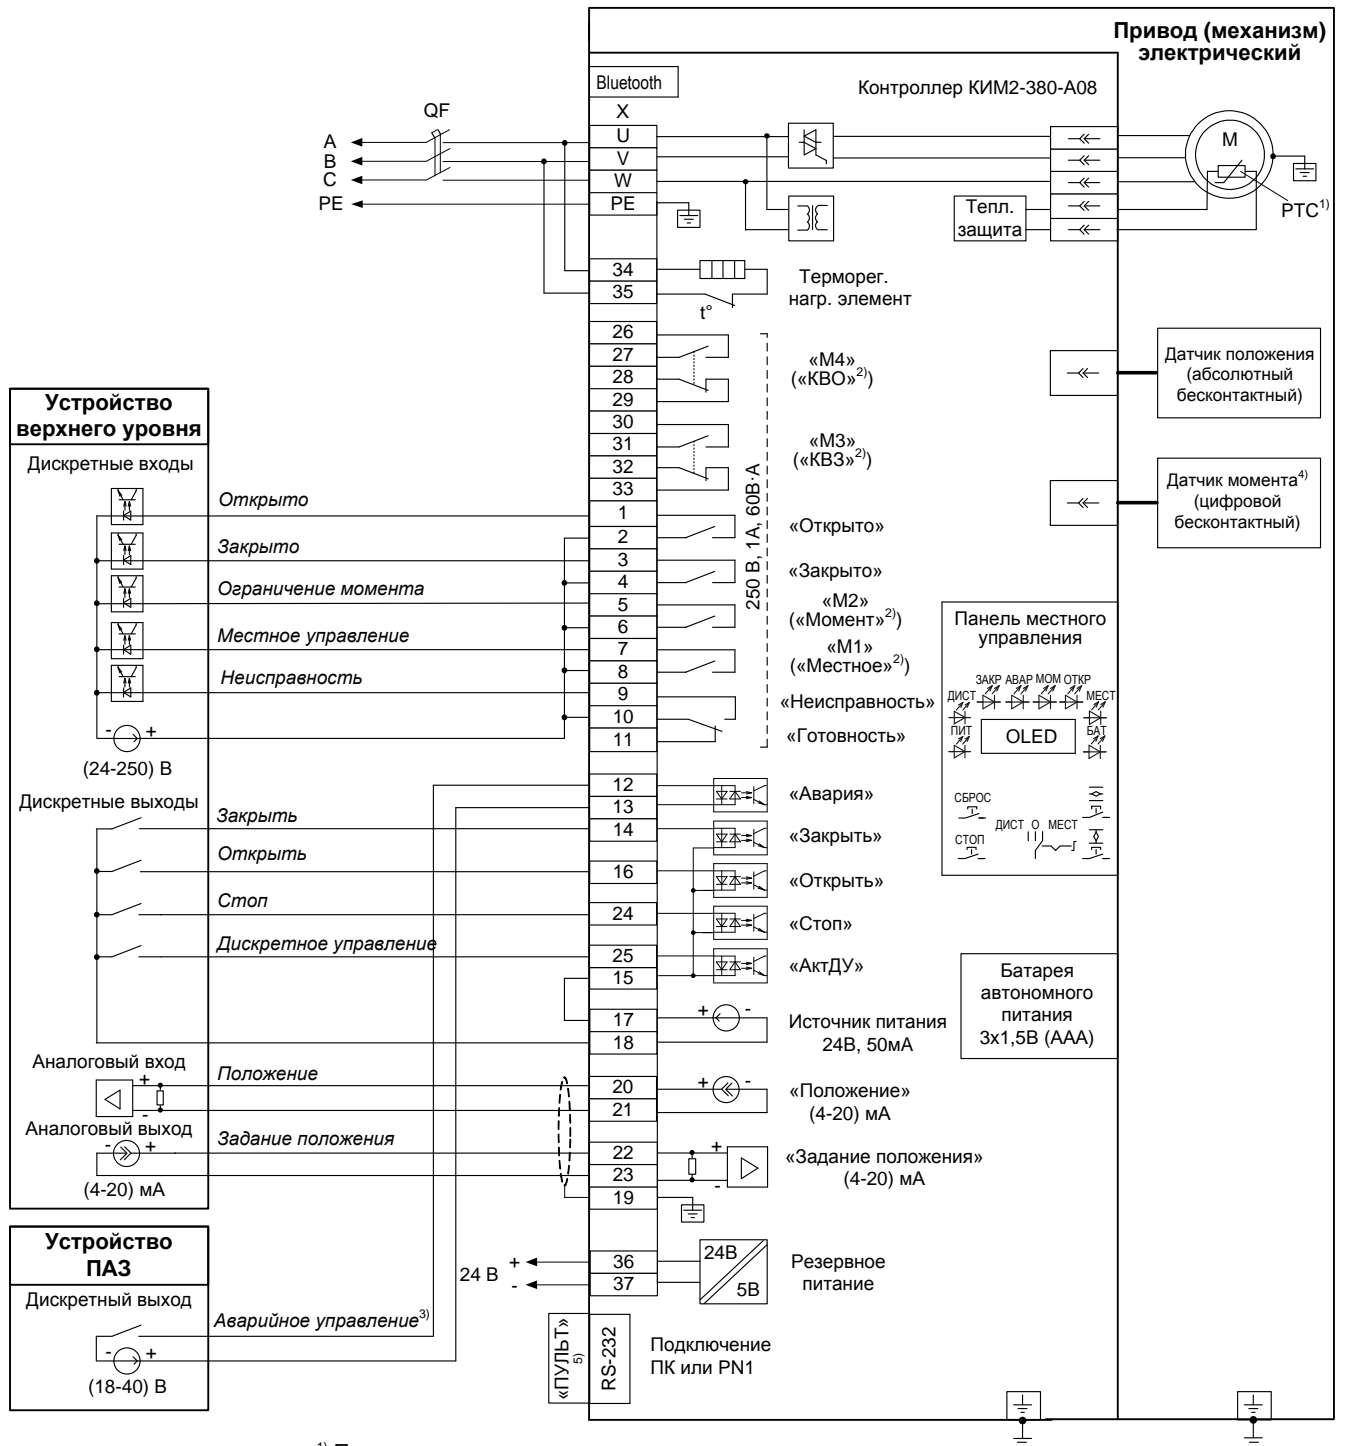 Привод (механизм)
электрический
Bluetooth
Контроллер КИМ2-380-А08
X
QF
A
B
C
PE
U
V
W
PE
M
PTC1)
Тепл.
защита
34
35
t°
Терморег.
нагр. элемент
26
27
28
29
30
31
32
33
«М4»
(«КВО»2))
«М3»
(«КВЗ»2))
250 В, 1А, 60В·А
Датчик положения
(абсолютный
бесконтактный)
Датчик момента4)
(цифровой
бесконтактный)
Устройство
верхнего уровня
Дискретные входы
Открыто
Закрыто
Ограничение момента
Местное управление
Неисправность
- +
(24-250) В
1
2
3
4
5
6
7
8
9
10
11
«Открыто»
«Закрыто»
«М2»
(«Момент»2))
«М1»
(«Местное»2))
«Неисправность»
«Готовность»
Панель местного
управления
ЗАКР АВАР МОМ ОТКР
ДИСТ МЕСТ
ПИТ OLED БАТ
СБРОС
ДИСТ О МЕСТ
СТОП
Дискретные выходы
Закрыть
Открыть
Стоп
Дискретное управление
12
13
14
16
24
25
15
17
18
«Авария»
«Закрыть»
«Открыть»
«Стоп»
«АктДУ»
+ -
Источник питания
24В, 50мА
Батарея
автономного
питания
3х1,5В (ААА)
Аналоговый вход
+
-
Положение
Аналоговый выход
- +
Задание положения
(4-20) мА
20
21
22
23
19
+ -
«Положение»
(4-20) мА
+
-
«Задание положения»
(4-20) мА
Устройство
ПАЗ
Дискретный выход
Аварийное управление3)
- +
(18-40) В
24 В
+
-
36
37
24В
5В
Резервное
питание
«ПУЛЬТ»
5)
RS-232
Подключение
ПК или PN1
1)